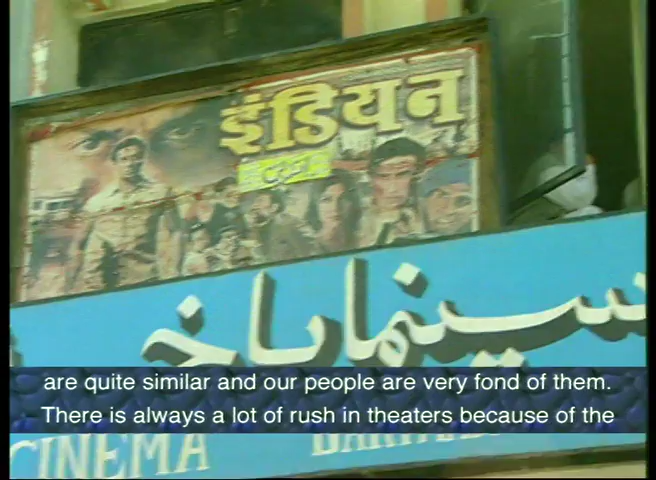 इंडियन
سینما
are quite similar and our people are very fond of them.
There is always a lot of rush in theaters because of the
CINEMA